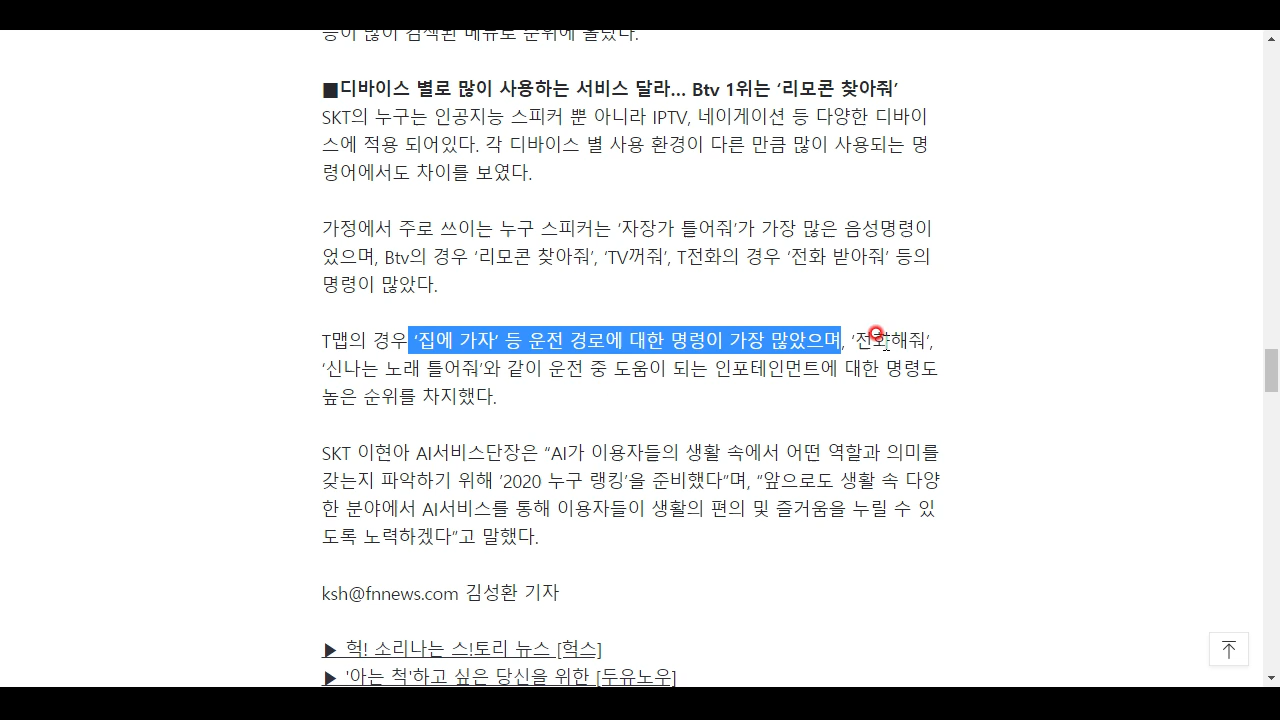 등이 많이 검색된 메뉴로 순위에 올랐다.
■디바이스 별로 많이 사용하는 서비스 달라... Btv 1위는 ‘리모콘 찾아줘’
SKT의 누구는 인공지능 스피커 뿐 아니라 IPTV, 네이게이션 등 다양한 디바이
스에 적용 되어있다. 각 디바이스 별 사용 환경이 다른 만큼 많이 사용되는 명
령어에서도 차이를 보였다.
가정에서 주로 쓰이는 누구 스피커는 ‘자장가 틀어줘’가 가장 많은 음성명령이
었으며, Btv의 경우 ‘리모콘 찾아줘’, ‘TV꺼줘’, T전화의 경우 ‘전화 받아줘’ 등의
명령이 많았다.
T맵의 경우 ‘집에 가자’ 등 운전 경로에 대한 명령이 가장 많았으며, ‘전화해줘’,
‘신나는 노래 틀어줘’와 같이 운전 중 도움이 되는 인포테인먼트에 대한 명령도
높은 순위를 차지했다.
SKT 이현아 AI서비스단장은 “AI가 이용자들의 생활 속에서 어떤 역할과 의미를
갖는지 파악하기 위해 ‘2020 누구 랭킹’을 준비했다”며, “앞으로도 생활 속 다양
한 분야에서 AI서비스를 통해 이용자들이 생활의 편의 및 즐거움을 누릴 수 있
도록 노력하겠다”고 말했다.
ksh@fnnews.com 김성환 기자
▶ 헉! 소리나는 스!토리 뉴스 [헉스]
▶ '아는 척'하고 싶은 당신을 위한 [두유노우]